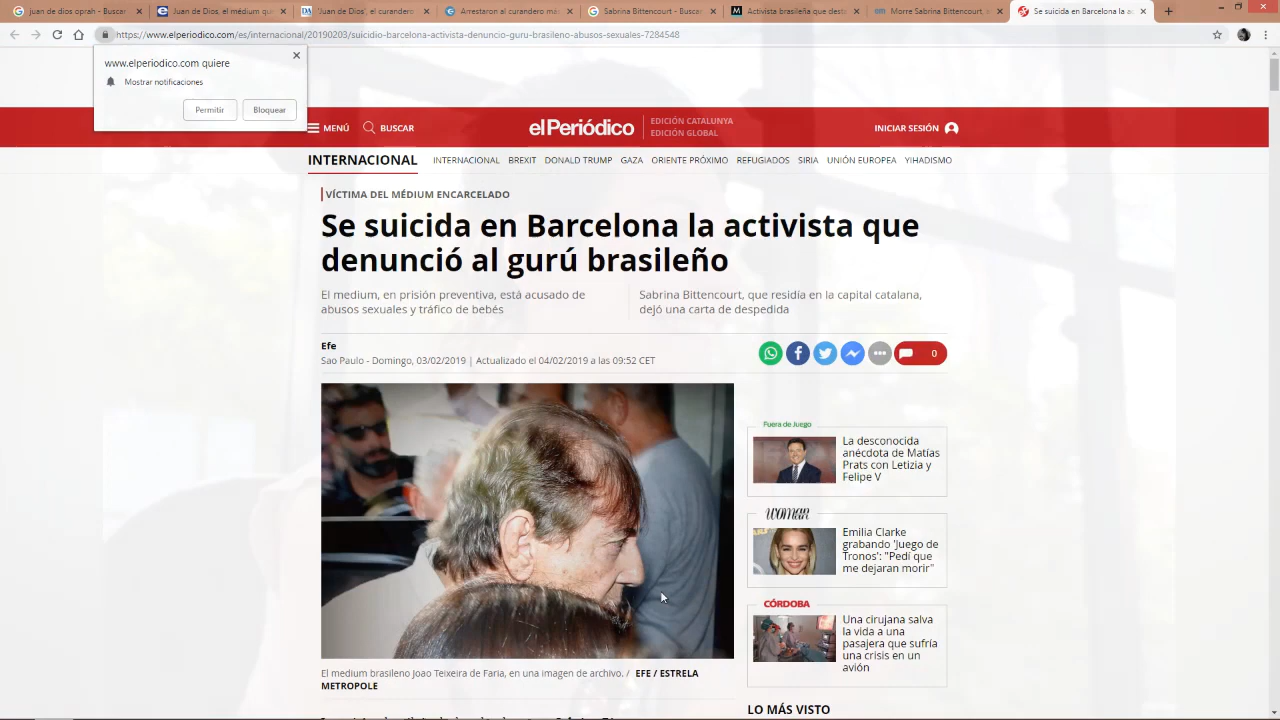 juan de dios oprah - Buscar
Juan de Dios, el médium que
'Juan de Dios', el curandero
Arrestaron al curandero má
Sabrina Bittencourt - Buscar
Activista brasileña que dest
Morre Sabrina Bittencourt,
Se suicida en Barcelona la ac
https://www.elperiodico.com/es/internacional/20190203/suicidio-barcelona-activista-denuncio-guru-brasileno-abusos-sexuales-7284548
www.elperiodico.com quiere
Mostrar notificaciones
Permitir
Bloquear
MENÚ
BUSCAR
elPeriódico
EDICIÓN CATALUNYA
EDICIÓN GLOBAL
INICIAR SESIÓN
INTERNACIONAL
INTERNACIONAL BREXIT DONALD TRUMP GAZA ORIENTE PRÓXIMO REFUGIADOS SIRIA UNIÓN EUROPEA YIHADISMO
VÍCTIMA DEL MÉDIUM ENCARCELADO
Se suicida en Barcelona la activista que
denunció al gurú brasileño
El medium, en prisión preventiva, está acusado de
abusos sexuales y tráfico de bebés
Sabrina Bittencourt, que residía en la capital catalana,
dejó una carta de despedida
Efe
Sao Paulo - Domingo, 03/02/2019 | Actualizado el 04/02/2019 a las 09:52 CET
0
Fuera de Juego
La desconocida
anécdota de Matías
Prats con Letizia y
Felipe V
woman
Emilia Clarke
grabando 'Juego de
Tronos': "Pedí que
me dejaran morir"
CÓRDOBA
Una cirujana salva
la vida a una
pasajera que sufría
una crisis en un
avión
El medium brasileno Joao Teixeira de Faria, en una imagen de archivo. / EFE / ESTRELA
METROPOLE
LO MÁS VISTO